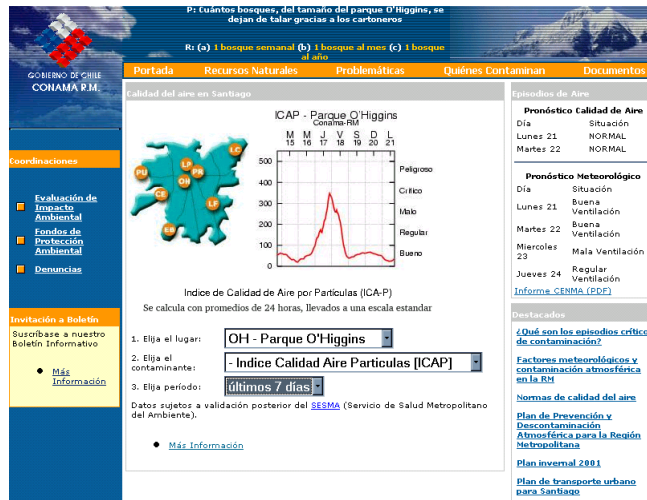 P: Cuántos bosques, del tamaño del parque O'Higgins, se
dejan de talar gracias a los cartoneros
R: (a) 1 bosque semanal (b) 1 bosque al mes (c) 1 bosque
al año
GOBIERNO DE CHILE
CONAMA R.M.
Portada Recursos Naturales Problemáticas Quiénes Contaminan Documentos
Coordinaciones
Evaluación de
Impacto
Ambiental
Fondos de
Protección
Ambiental
Denuncias
Invitación a Boletín
Suscríbase a nuestro
Boletín Informativo
Más
Información
Calidad del aire en Santiago
ICAP - Parque O'Higgins
Conama-RM
M M J V S D L
15 16 17 18 19 20 21
500
400
300
200
100
0
Peligroso
Crítico
Malo
Regular
Bueno
LC
LP
PU
PR
OH
CE
LF
EB
Indice de Calidad de Aire por Partículas (ICA-P)
Se calcula con promedios de 24 horas, llevados a una escala estandar
1. Elija el lugar: OH - Parque O'Higgins
2. Elija el
contaminante: - Indice Calidad Aire Particulas [ICAP]
3. Elija período: últimos 7 días
Datos sujetos a validación posterior del SESMA (Servicio de Salud Metropolitano
del Ambiente).
Más Información
Episodios de Aire
Pronóstico Calidad de Aire
Día Situación
Lunes 21 NORMAL
Martes 22 NORMAL
Pronóstico Meteorológico
Día Situación
Lunes 21 Buena
Ventilación
Martes 22 Buena
Ventilación
Miercoles
23 Mala Ventilación
Jueves 24 Regular
Ventilación
Informe CENMA (PDF)
Destacados
¿Qué son los episodios crític
de contaminación?
Factores meteorológicos y
contaminación atmosférica
en la RM
Normas de calidad del aire
Plan de Prevención y
Descontaminación
Atmosférica para la Región
Metropolitana
Plan invernal 2001
Plan de transporte urbano
para Santiago